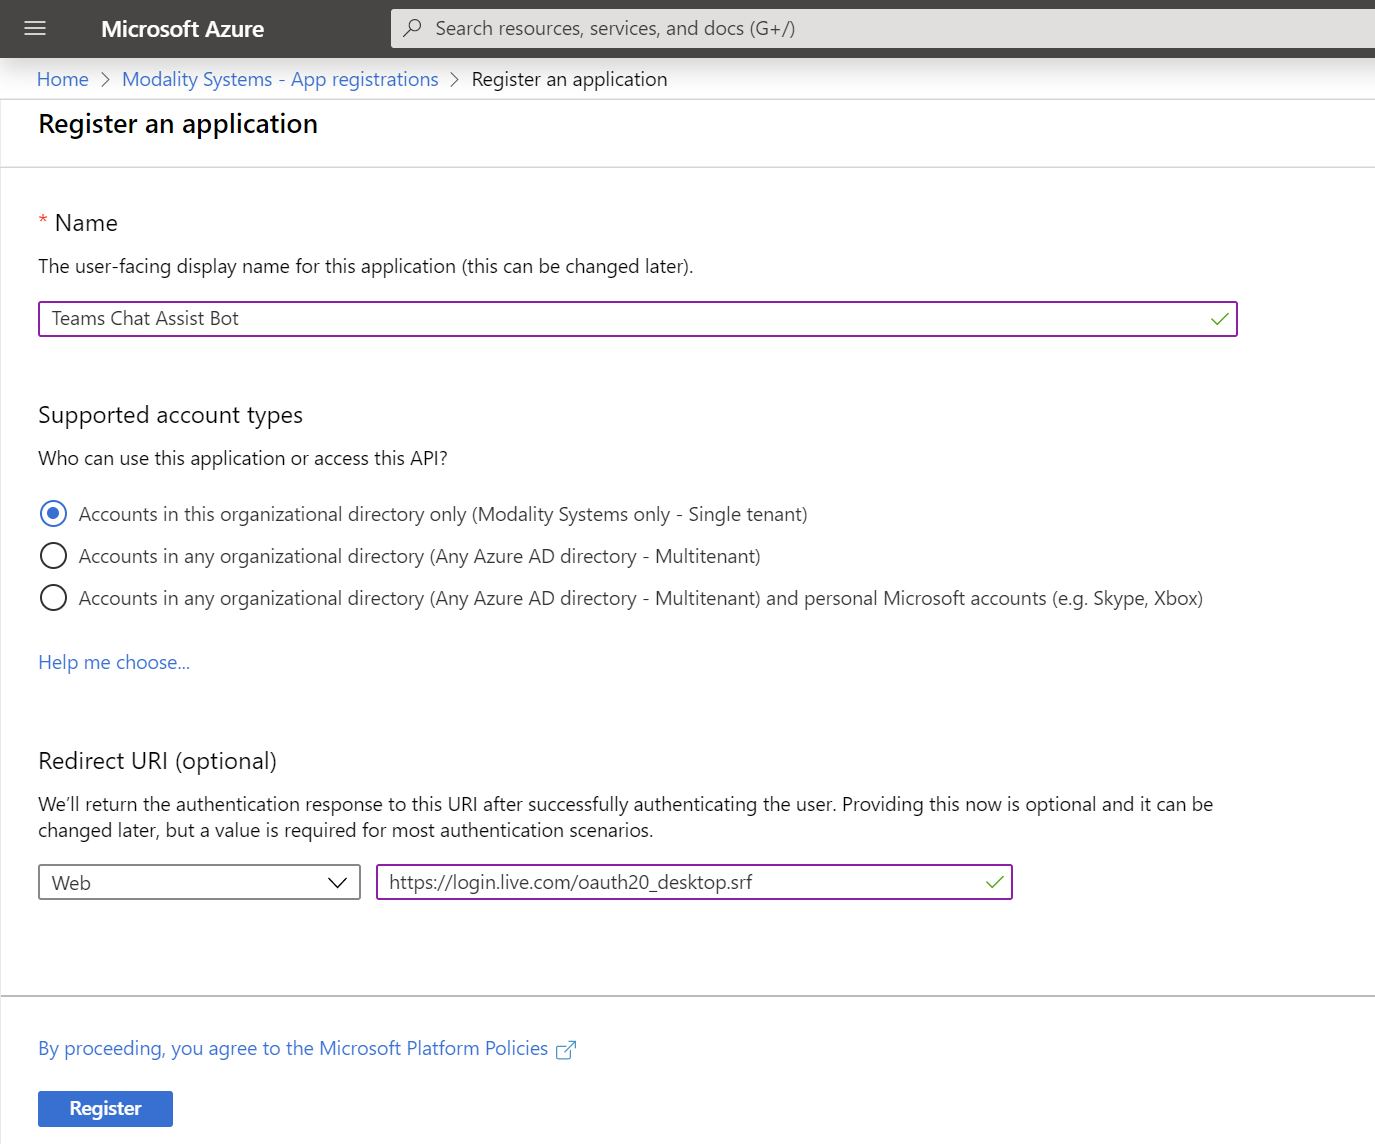 Microsoft Azure
Search resources, services, and docs (G+/)
Home > Modality Systems - App registrations > Register an application
Register an application
* Name
The user-facing display name for this application (this can be changed later).
Teams Chat Assist Bot
Supported account types
Who can use this application or access this API?
Accounts in this organizational directory only (Modality Systems only - Single tenant)
Accounts in any organizational directory (Any Azure AD directory - Multitenant)
Accounts in any organizational directory (Any Azure AD directory - Multitenant) and personal Microsoft accounts (e.g. Skype, Xbox)
Help me choose...
Redirect URI (optional)
We'll return the authentication response to this URI after successfully authenticating the user. Providing this now is optional and it can be
changed later, but a value is required for most authentication scenarios.
Web
https://login.live.com/oauth20_desktop.srf
By proceeding, you agree to the Microsoft Platform Policies
Register